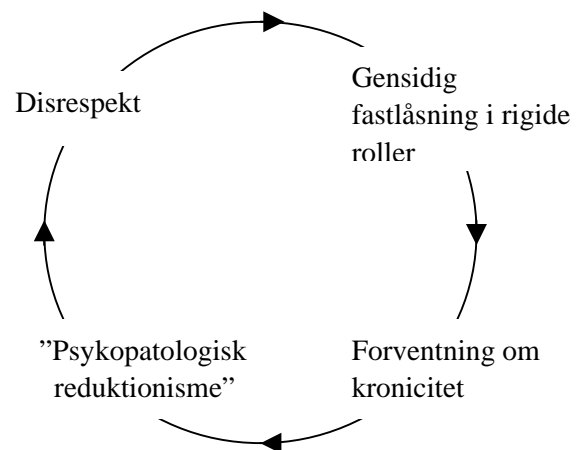 Disrespekt
Gensidig
fastlåsning i rigide
roller
Forventning om
kronicitet
”Psykopatologisk
reduktionisme”